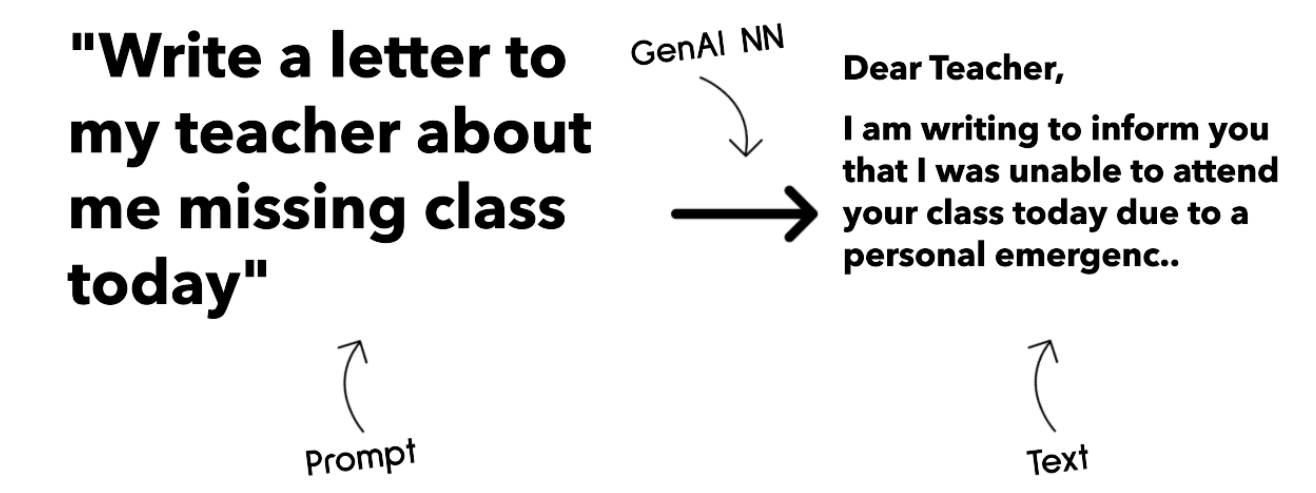 "Write a letter to
my teacher about
me missing class
today"
GenAI NN
Dear Teacher,
I am writing to inform you
that I was unable to attend
your class today due to a
personal emergenc..
Prompt
Text